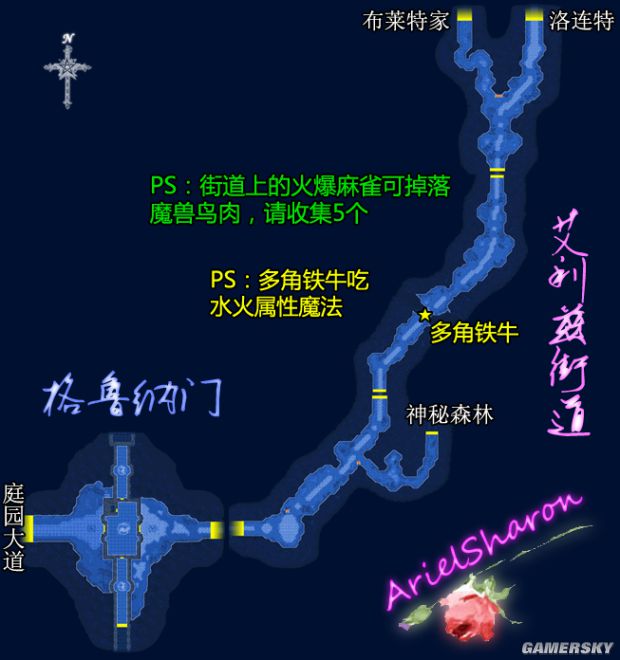 布莱特家
洛连特
N
PS：街道上的火爆麻雀可掉落
魔兽鸟肉，请收集5个
PS：多角铁牛吃
水火属性魔法
多角铁牛
艾利兹街道
格鲁纳门
神秘森林
庭园大道
ArielSharon
GAMERSKY